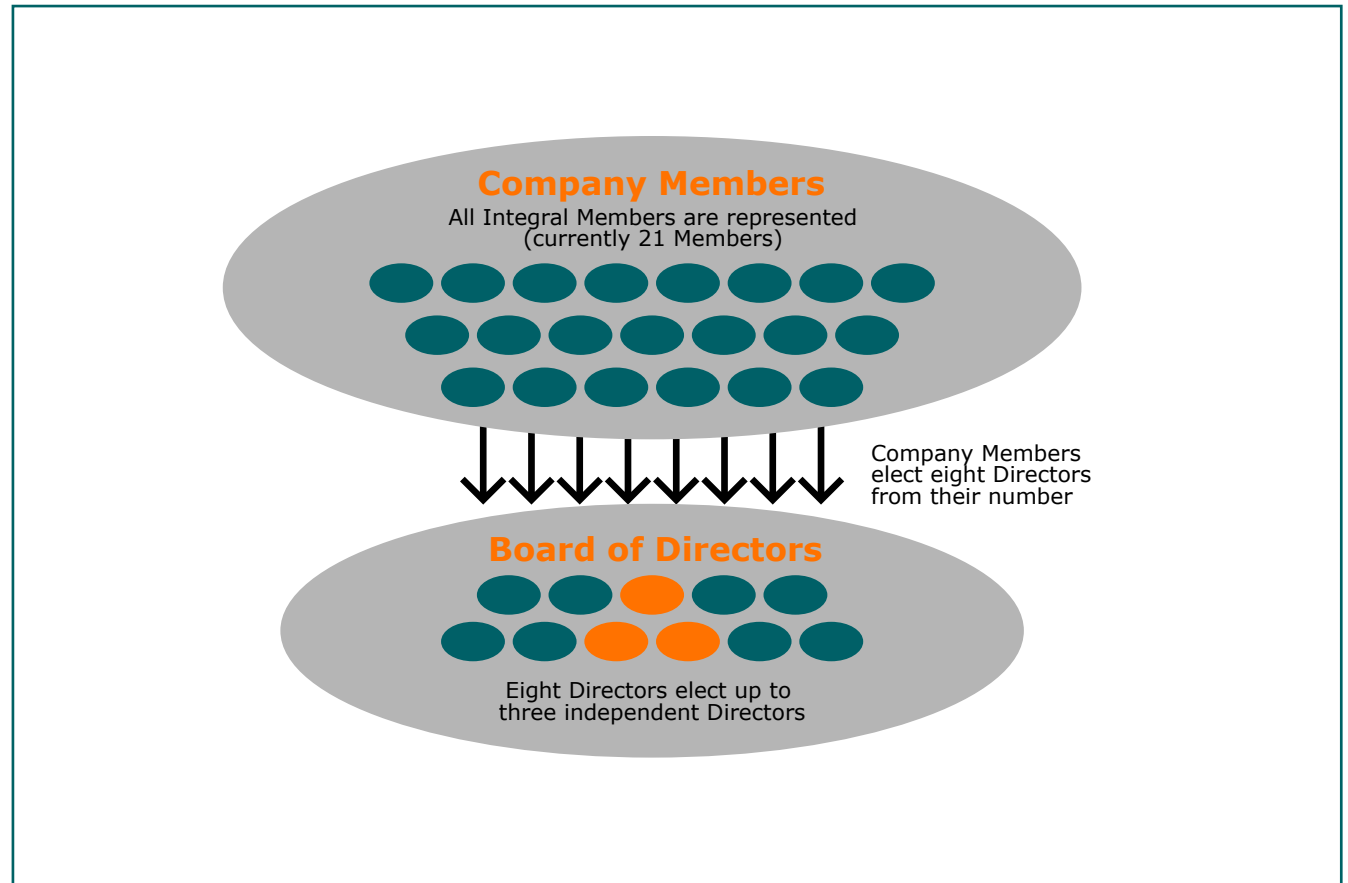 Company Members
All Integral Members are represented
(currently 21 Members)
Company Members
elect eight Directors
from their number
Board of Directors
Eight Directors elect up to
three independent Directors